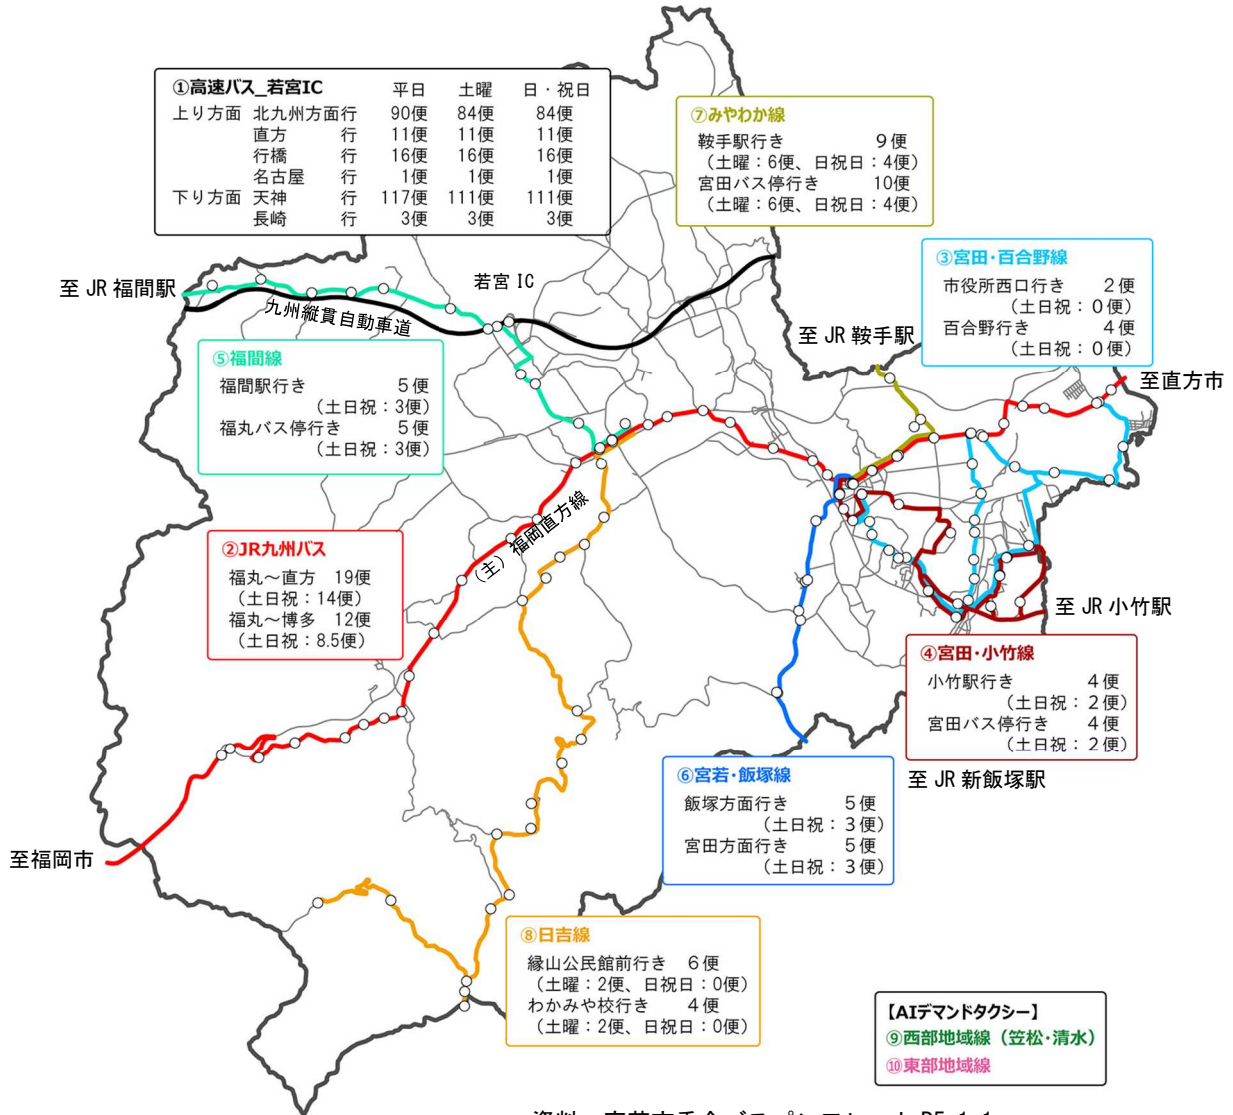 ①高速バス_若宮IC 平日 土曜 日・祝日
上り方面 北九州方面行 90便 84便 84便
直方 行 11便 11便 11便
行橋 行 16便 16便 16便
名古屋 行 1便 1便 1便
下り方面 天神 行 117便 111便 111便
長崎 行 3便 3便 3便
⑦みやわか線
鞍手駅行き 9便
（土曜：6便、日祝日：4便）
宮田バス停行き 10便
（土曜：6便、日祝日：4便）
③宮田・百合野線
市役所西口行き 2便
（土日祝：0便）
百合野行き 4便
（土日祝：0便）
至 JR 福間駅
若宮 IC
九州縦貫自動車道
至 JR 鞍手駅
至直方市
⑤福間線
福間駅行き 5便
（土日祝：3便）
福丸バス停行き 5便
（土日祝：3便）
②JR九州バス
福丸～直方 19便
（土日祝：14便）
福丸～博多 12便
（土日祝：8.5便）
（主）福岡直方線
至 JR 小竹駅
④宮田・小竹線
小竹駅行き 4便
（土日祝：2便）
宮田バス停行き 4便
（土日祝：2便）
至 JR 新飯塚駅
⑥宮若・飯塚線
飯塚方面行き 5便
（土日祝：3便）
宮田方面行き 5便
（土日祝：3便）
至福岡市
⑧日吉線
縁山公民館前行き 6便
（土曜：2便、日祝日：0便）
わかみや校行き 4便
（土曜：2便、日祝日：0便）
【AIデマンドタクシー】
⑨西部地域線（笠松・清水）
⑩東部地域線